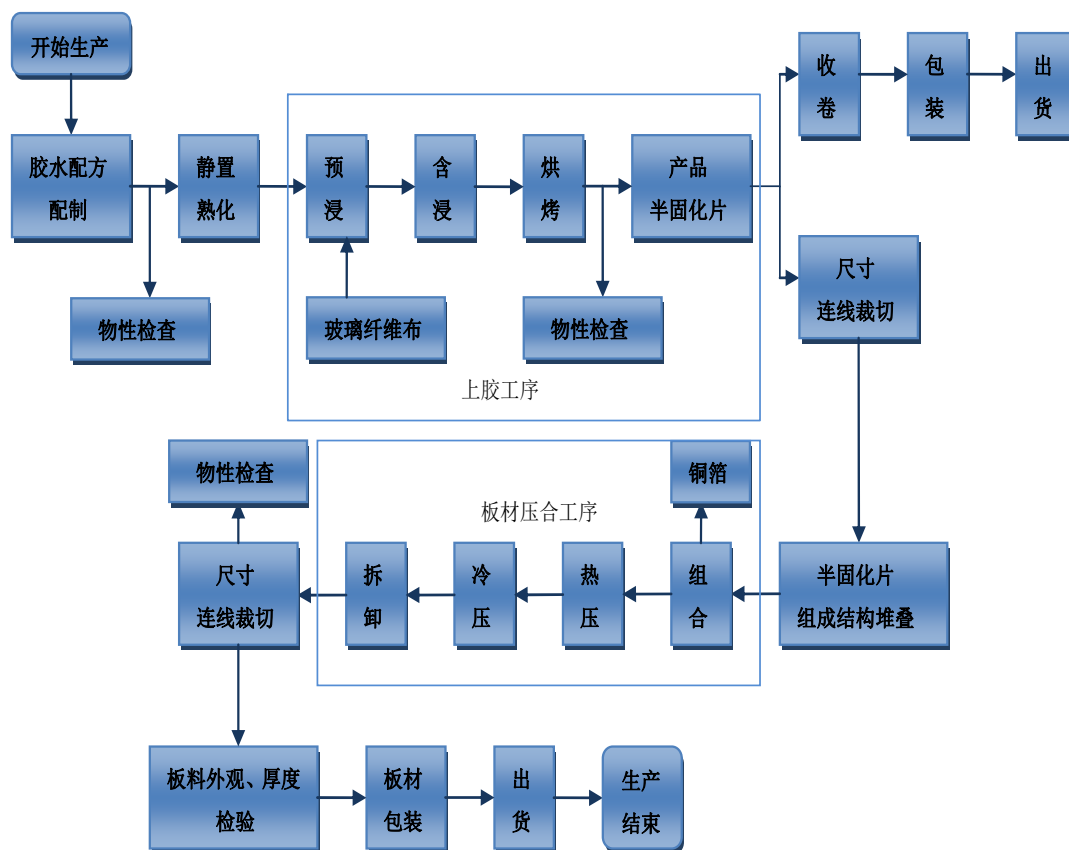 开始生产
收
卷
包
装
出
货
胶水配方
配制
静置
熟化
预
浸
含
浸
烘
烤
产品
半固化片
尺寸
连线裁切
物性检查
玻璃纤维布
物性检查
上胶工序
物性检查
铜箔
板材压合工序
尺寸
连线裁切
拆
卸
冷
压
热
压
组
合
半固化片
组成结构堆叠
板料外观、厚度
检验
板材
包装
出
货
生产
结束